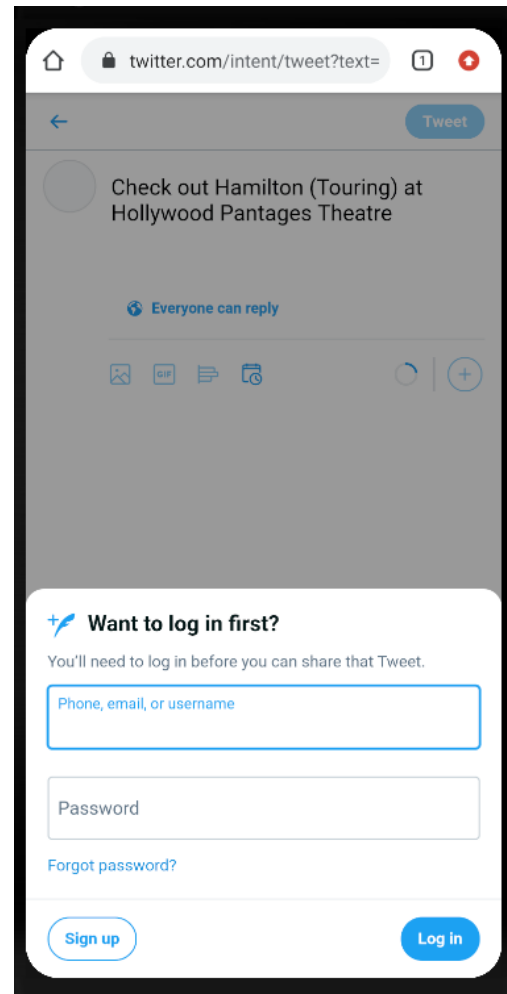 twitter.com/intent/tweet?text=
1
Tweet
Check out Hamilton (Touring) at
Hollywood Pantages Theatre
Everyone can reply
GIF
Want to log in first?
You'll need to log in before you can share that Tweet.
Phone, email, or username
Password
Forgot password?
Sign up
Log in